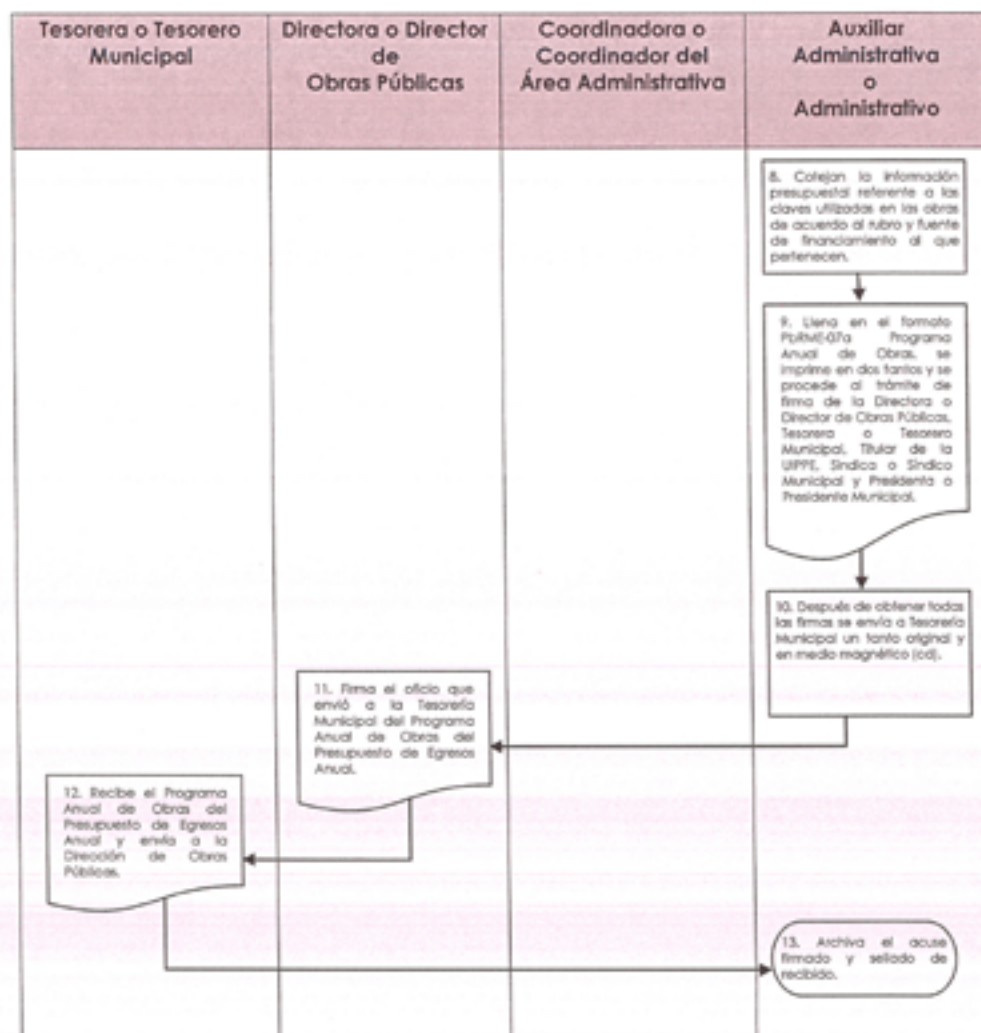 Tesorera o Tesorero
Municipal
Directora o Director
de
Obras Públicas
Coordinadora o
Coordinador del
Área Administrativa
Auxiliar
Administrativa
o
Administrativo
8. Cotejan la información
presupuestal referente a las
claves utilizadas en las obras
de acuerdo al rubro y fuente
de financiamiento al que
pertenecen.
9. Llena en el formato
PbRME-07a Programa
Anual de Obras, se
imprime en dos tantos y se
procede al trámite de
firma de la Directora o
Director de Obras Públicas,
Tesorera o Tesorero
Municipal, Titular de la
UIPPE, Síndica o Síndico
Municipal y Presidenta o
Presidente Municipal.
10. Después de obtener todas
las firmas se envía a Tesorería
Municipal un tanto original y
en medio magnético (cd).
11. Firma el oficio que
envió a la Tesorería
Municipal del Programa
Anual de Obras del
Presupuesto de Egresos
Anual.
12. Recibe el Programa
Anual de Obras del
Presupuesto de Egresos
Anual y envía a la
Dirección de Obras
Públicas.
13. Archiva el acuse
firmado y sellado de
recibido.